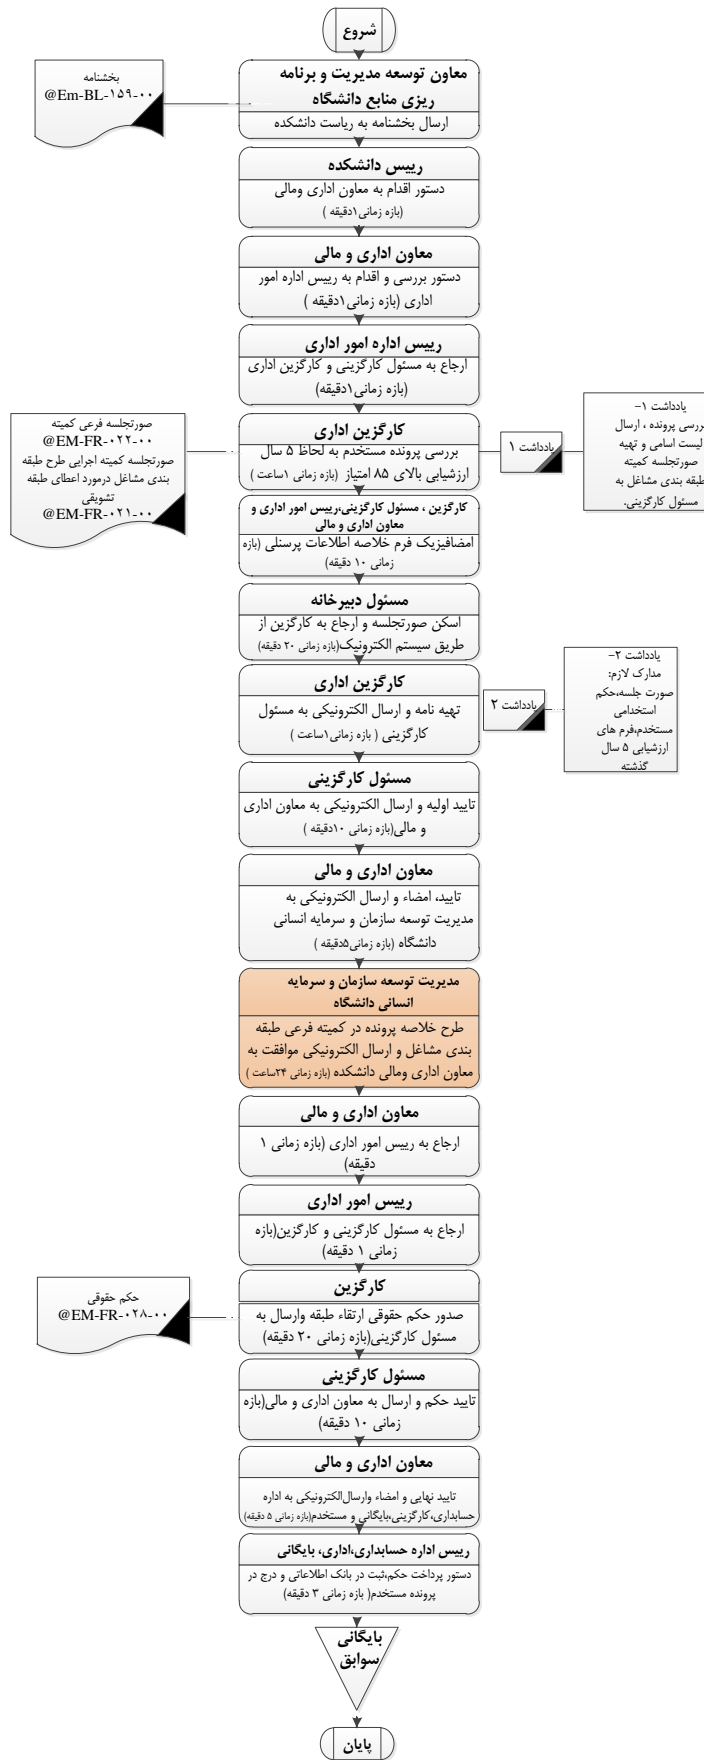 شروع
معاون توسعه مدیریت و برنامه
ریزی منابع دانشگاه
ارسال بخشنامه به ریاست دانشکده
بخشنامه
@Em-BL-۱۵۹-۰۰
رییس دانشکده
دستور اقدام به معاون اداری ومالی
(بازه زمانی۱دقیقه )
معاون اداری و مالی
دستور بررسی و اقدام به رییس اداره امور
اداری (بازه زمانی۱دقیقه )
رییس اداره امور اداری
ارجاع به مسئول کارگزینی و کارگزین اداری
(بازه زمانی۱دقیقه)
کارگزین اداری
بررسی پرونده مستخدم به لحاظ ۵ سال
ارزشیابی بالای ۸۵ امتیاز (بازه زمانی ۱ساعت )
صورتجلسه فرعی کمیته
@EM-FR-۰۲۲-۰۰
صورتجلسه کمیته اجرایی طرح طبقه
بندی مشاغل درمورد اعطای طبقه
تشویقی
@EM-FR-۰۲۱-۰۰
یادداشت ۱
یادداشت ۱–
بررسی پرونده ، ارسال
لیست اسامی و تهیه
صورتجلسه کمیته
طبقه بندی مشاغل به
مسئول کارگزینی.
کارگزین ، مسئول کارگزینی،رییس امور اداری و
معاون اداری و مالی
امضافیزیک فرم خلاصه اطلاعات پرسنلی (بازه
زمانی ۱۰ دقیقه)
مسئول دبیرخانه
اسکن صورتجلسه و ارجاع به کارگزین از
طریق سیستم الکترونیک(بازه زمانی ۲۰ دقیقه)
کارگزین اداری
تهیه نامه و ارسال الکترونیکی به مسئول
کارگزینی ( بازه زمانی۱ساعت )
یادداشت ۲
یادداشت ۲–
مدارک لازم:
صورت جلسه،حکم
استخدامی
مستخدم،فرم های
ارزشیابی ۵ سال
گذشته
مسئول کارگزینی
تایید اولیه و ارسال الکترونیکی به معاون اداری
و مالی(بازه زمانی ۱۰دقیقه )
معاون اداری و مالی
تایید، امضاء و ارسال الکترونیکی به
مدیریت توسعه سازمان و سرمایه انسانی
دانشگاه (بازه زمانی۵دقیقه )
مدیریت توسعه سازمان و سرمایه
انسانی دانشگاه
طرح خلاصه پرونده در کمیته فرعی طبقه
بندی مشاغل و ارسال الکترونیکی موافقت به
معاون اداری ومالی دانشکده (بازه زمانی ۲۴ساعت )
معاون اداری و مالی
ارجاع به رییس امور اداری (بازه زمانی ۱
دقیقه)
رییس امور اداری
ارجاع به مسئول کارگزینی و کارگزین(بازه
زمانی ۱ دقیقه)
کارگزین
صدور حکم حقوقی ارتقاء طبقه وارسال به
مسئول کارگزینی(بازه زمانی ۲۰ دقیقه)
حکم حقوقی
@EM-FR-۰۲۸-۰۰
مسئول کارگزینی
تایید حکم و ارسال به معاون اداری و مالی(بازه
زمانی ۱۰ دقیقه)
معاون اداری و مالی
تایید نهایی و امضاء وارسال‌الکترونیکی به اداره
حسابداری،کارگزینی،بایگانی و مستخدم(بازه زمانی ۵ دقیقه)
رییس اداره حسابداری،اداری، بایگانی
دستور پرداخت حکم،ثبت در بانک اطلاعاتی و درج در
پرونده مستخدم( بازه زمانی ۳ دقیقه)
بایگانی
سوابق
پایان